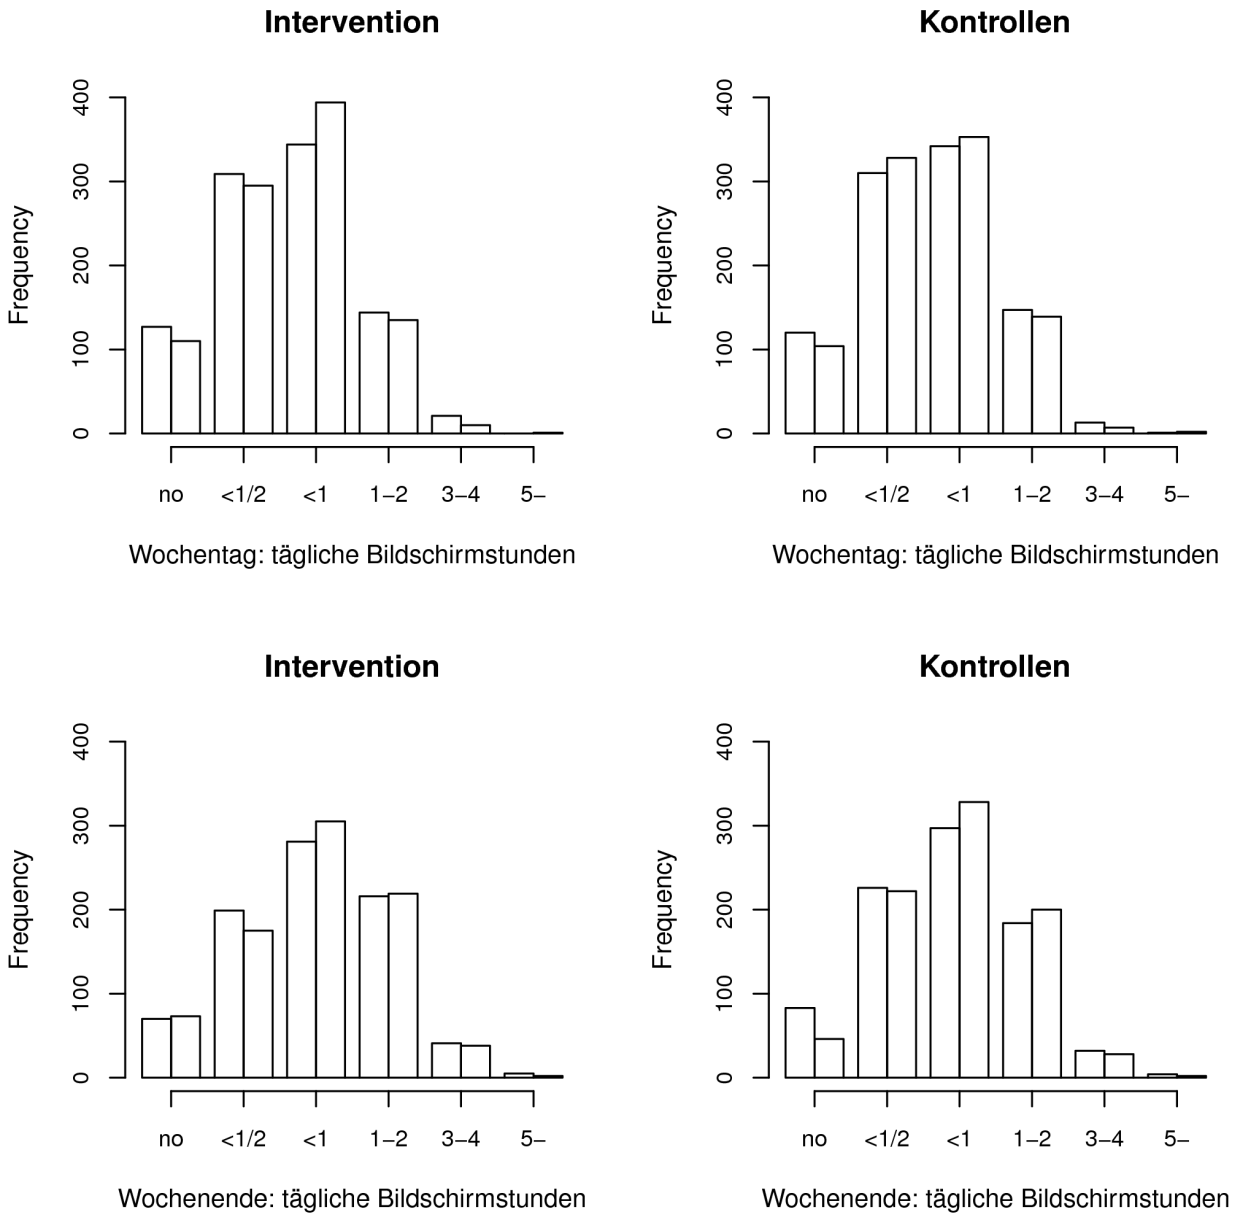 Intervention
Kontrollen
Frequency
0
100
200
300
400
no <1/2 <1 1–2 3–4 5–
Wochentag: tägliche Bildschirmstunden
Frequency
0
100
200
300
400
no <1/2 <1 1–2 3–4 5–
Wochentag: tägliche Bildschirmstunden
Intervention
Kontrollen
Frequency
0
100
200
300
400
no <1/2 <1 1–2 3–4 5–
Wochenende: tägliche Bildschirmstunden
Frequency
0
100
200
300
400
no <1/2 <1 1–2 3–4 5–
Wochenende: tägliche Bildschirmstunden